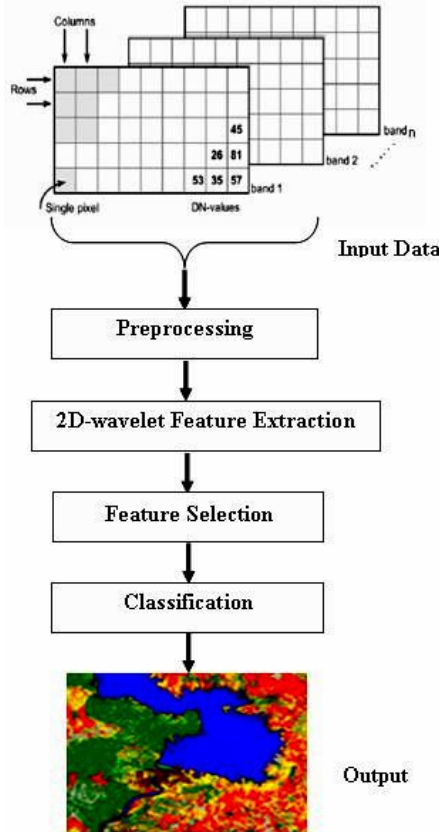 Columns
Rows
45
26 81
53 35 57
band 1
band 2
band n
Single pixel
DN-values
Input Data
Preprocessing
2D-wavelet Feature Extraction
Feature Selection
Classification
Output